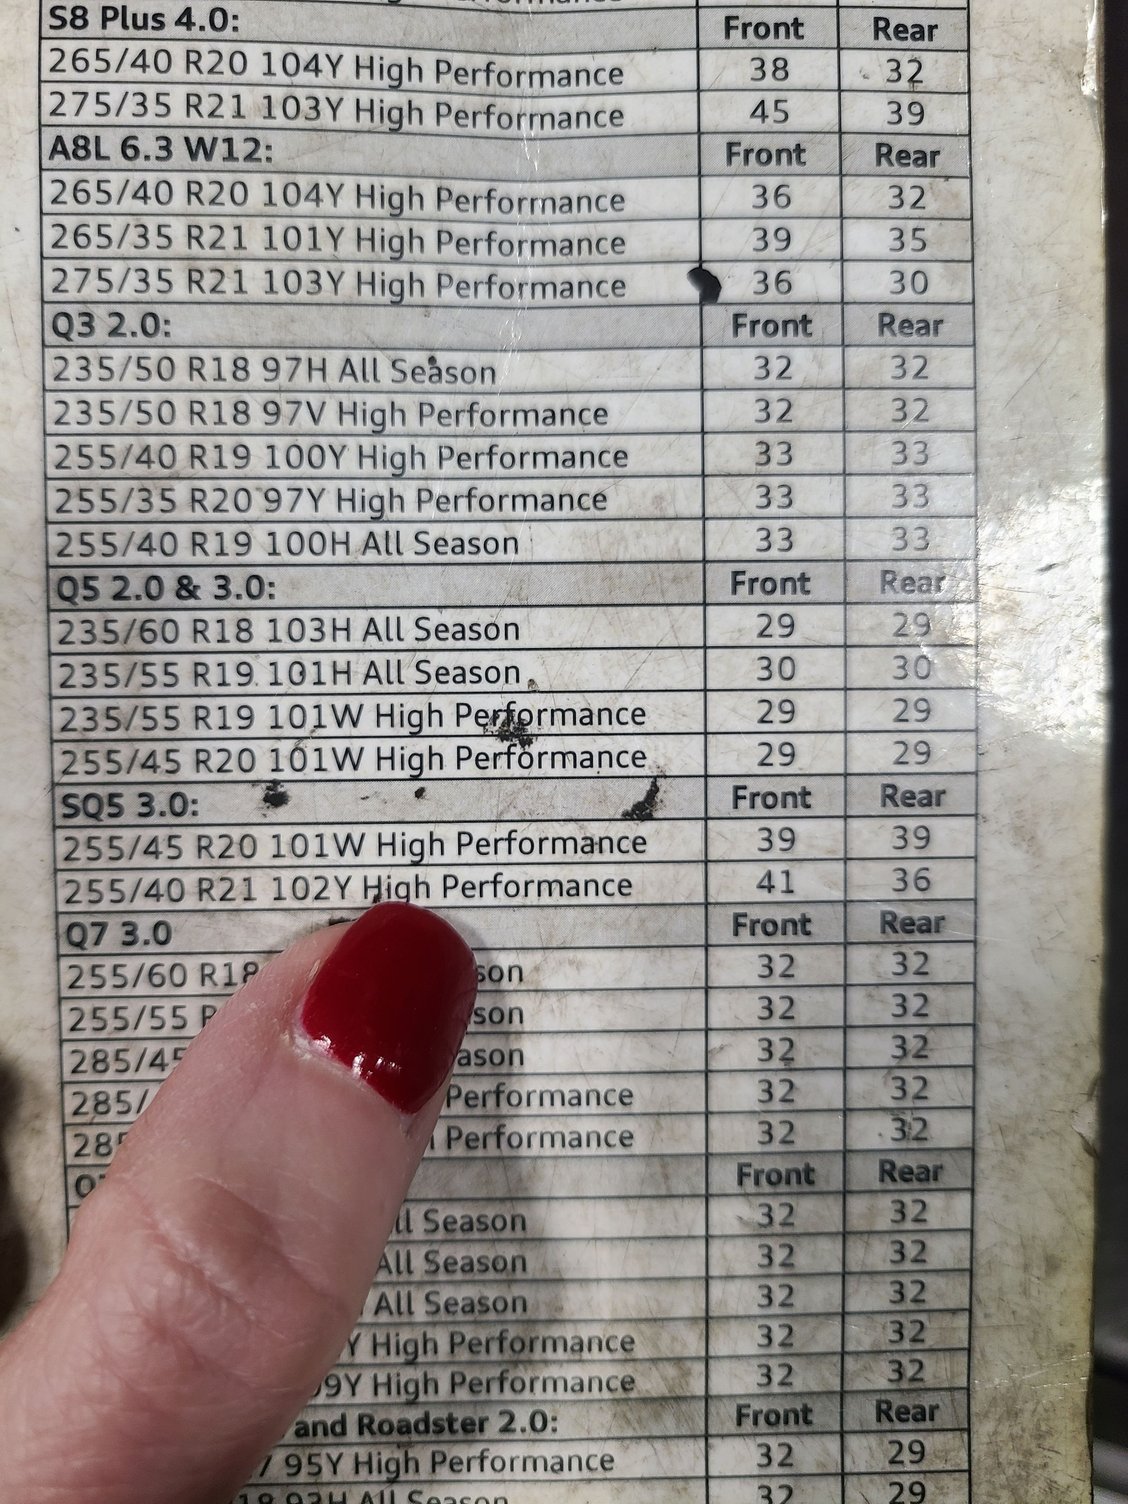 Performance
S8 Plus 4.0: Front Rear
265/40 R20 104Y High Performance 38 32
275/35 R21 103Y High Performance 45 39
A8L 6.3 W12: Front Rear
265/40 R20 104Y High Performance 36 32
265/35 R21 101Y High Performance 39 35
275/35 R21 103Y High Performance 36 30
Q3 2.0: Front Rear
235/50 R18 97H All Season 32 32
235/50 R18 97V High Performance 32 32
255/40 R19 100Y High Performance 33 33
255/35 R20 97Y High Performance 33 33
255/40 R19 100H All Season 33 33
Q5 2.0 & 3.0: Front Rear
235/60 R18 103H All Season 29 29
235/55 R19 101H All Season 30 30
235/55 R19 101W High Performance 29 29
255/45 R20 101W High Performance 29 29
SQ5 3.0: Front Rear
255/45 R20 101W High Performance 39 39
255/40 R21 102Y High Performance 41 36
Q7 3.0 Front Rear
255/60 R18 32 32
255/55 32 32
285/45 32 32
285/ Performance 32 32
Performance 32 32
Front Rear
All Season 32 32
All Season 32 32
All Season 32 32
Y High Performance 32 32
9Y High Performance 32 32
and Roadster 2.0: Front Rear
95Y High Performance 32 29
All Season 32 29